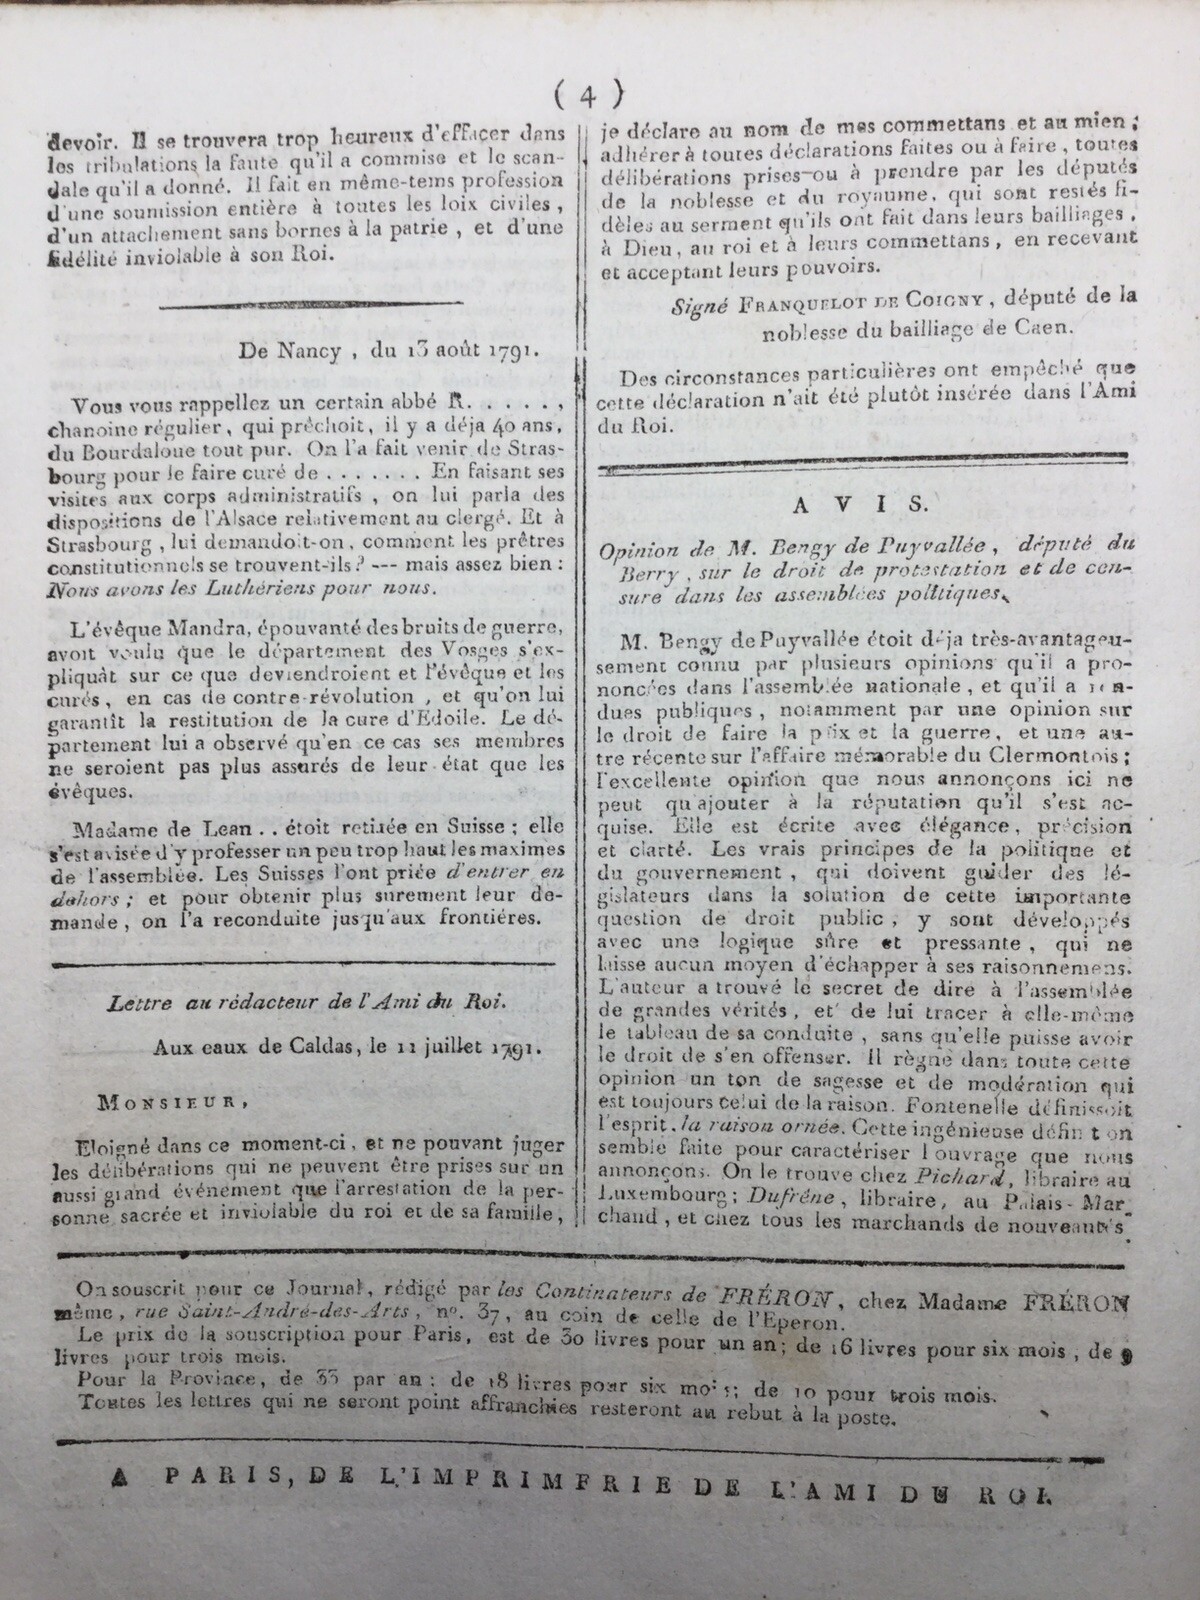 ( 4 )
devoir. Il se trouvera trop heureux d'effacer dans
les tribulations la faute qu'il a commise et le scan-
dale qu'il a donné. Il fait en même-tems profession
d'une soumission entière à toutes les loix civiles,
d'un attachement sans bornes à la patrie, et d'une
fidélité inviolable à son Roi.
De Nancy, du 13 août 1791.
Vous vous rappellez un certain abbé R. . . . . .,
chanoine régulier, qui prêchoit, il y a déja 40 ans,
du Bourdaloue tout pur. On l'a fait venir de Stras-
bourg pour le faire curé de . . . . . . . En faisant ses
visites aux corps administratifs, on lui parla des
dispositions de l'Alsace relativement au clergé. Et à
Strasbourg, lui demandoit-on, comment les prêtres
constitutionnels se trouvent-ils? --- mais assez bien :
Nous avons les Luthériens pour nous.
L'évêque Mandra, épouvanté des bruits de guerre,
avoit voulu que le département des Vosges s'ex-
pliquât sur ce que deviendroient et l'évêque et les
curés, en cas de contre-révolution, et qu'on lui
garantît la restitution de la cure d'Edoile. Le dé-
partement lui a observé qu'en ce cas ses membres
ne seroient pas plus assurés de leur état que les
évêques.
Madame de Lean . . étoit retirée en Suisse ; elle
s'est avisée d'y professer un peu trop haut les maximes
de l'assemblée. Les Suisses l'ont priée d'entrer en
dehors ; et pour obtenir plus surement leur de-
mande, on l'a reconduite jusqu'aux frontiéres.
Lettre au rédacteur de l'Ami du Roi.
Aux eaux de Caldas, le 11 juillet 1791.
MONSIEUR,
Eloigné dans ce moment-ci, et ne pouvant juger
les délibérations qui ne peuvent être prises sur un
aussi grand événement que l'arrestation de la per-
sonne sacrée et inviolable du roi et de sa famille,
je déclare au nom de mes commettans et au mien ;
adhérer à toutes déclarations faites ou à faire, toutes
délibérations prises ou à prendre par les députés
de la noblesse et du royaume, qui sont restés fi-
dèles au serment qu'ils ont fait dans leurs bailliages,
à Dieu, au roi et à leurs commettans, en recevant
et acceptant leurs pouvoirs.
Signé FRANQUELOT DE COIGNY, député de la
noblesse du bailliage de Caen.
Des circonstances particulières ont empêché que
cette déclaration n'ait été plutôt insérée dans l'Ami
du Roi.
A V I S.
Opinion de M. Bengy de Puyvallée, député du
Berry, sur le droit de protestation et de cen-
sure dans les assemblées politiques.
M. Bengy de Puyvallée étoit déja très-avantageu-
sement connu par plusieurs opinions qu'il a pro-
noncées dans l'assemblée nationale, et qu'il a ren-
dues publiques, notamment par une opinion sur
le droit de faire la paix et la guerre, et une au-
tre récente sur l'affaire mémorable du Clermontois ;
l'excellente opinion que nous annonçons ici ne
peut qu'ajouter à la réputation qu'il s'est ac-
quise. Elle est écrite avec élégance, précision
et clarté. Les vrais principes de la politique et
du gouvernement, qui doivent guider des lé-
gislateurs dans la solution de cette importante
question de droit public, y sont développés
avec une logique sûre et pressante, qui ne
laisse aucun moyen d'échapper à ses raisonnemens.
L'auteur a trouvé le secret de dire à l'assemblée
de grandes vérités, et de lui tracer à elle-même
le tableau de sa conduite, sans qu'elle puisse avoir
le droit de s'en offenser. Il règne dans toute cette
opinion un ton de sagesse et de modération qui
est toujours celui de la raison. Fontenelle définissoit
l'esprit, la raison ornée. Cette ingénieuse définition
semble faite pour caractériser l'ouvrage que nous
annonçons. On le trouve chez Pichard, libraire au
Luxembourg ; Dufrêne, libraire, au Palais-Mar-
chand, et chez tous les marchands de nouveautés.
On souscrit pour ce Journal, rédigé par les Continateurs de FRÉRON, chez Madame FRÉRON
même, rue Saint-André-des-Arts, n°. 37, au coin de celle de l'Eperon.
Le prix de la souscription pour Paris, est de 30 livres pour un an ; de 16 livres pour six mois, de 9
livres pour trois mois.
Pour la Province, de 33 par an : de 18 livres pour six mois ; de 10 pour trois mois.
Toutes les lettres qui ne seront point affranchies resteront au rebut à la poste.
A PARIS, DE L'IMPRIMERIE DE L'AMI DU ROI.